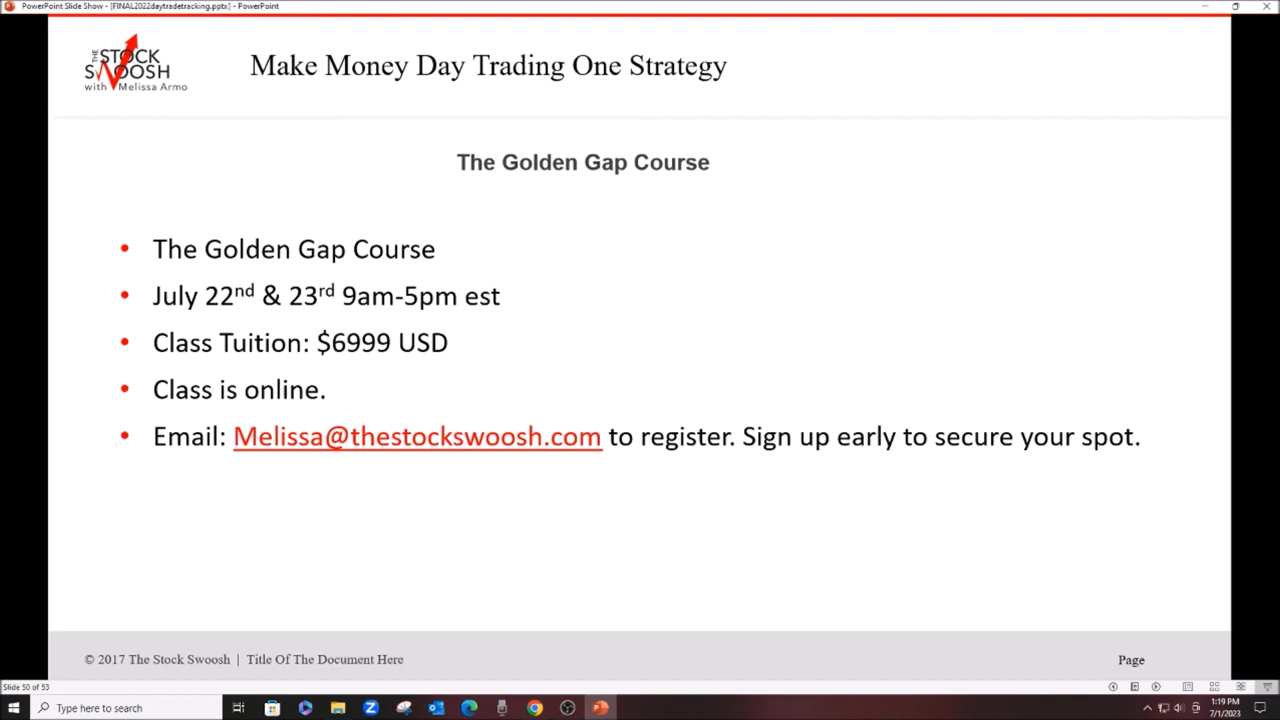 PowerPoint Slide Show - [FINAL2022daytradetracking.pptx] - PowerPoint
THE STOCK
SWOOSH
with Melissa Armo
Make Money Day Trading One Strategy
The Golden Gap Course
• The Golden Gap Course
• July 22nd & 23rd 9am-5pm est
• Class Tuition: $6999 USD
• Class is online.
• Email: Melissa@thestockswoosh.com to register. Sign up early to secure your spot.
© 2017 The Stock Swoosh | Title Of The Document Here
Page
Slide 50 of 53
Type here to search
1:19 PM
7/1/2023